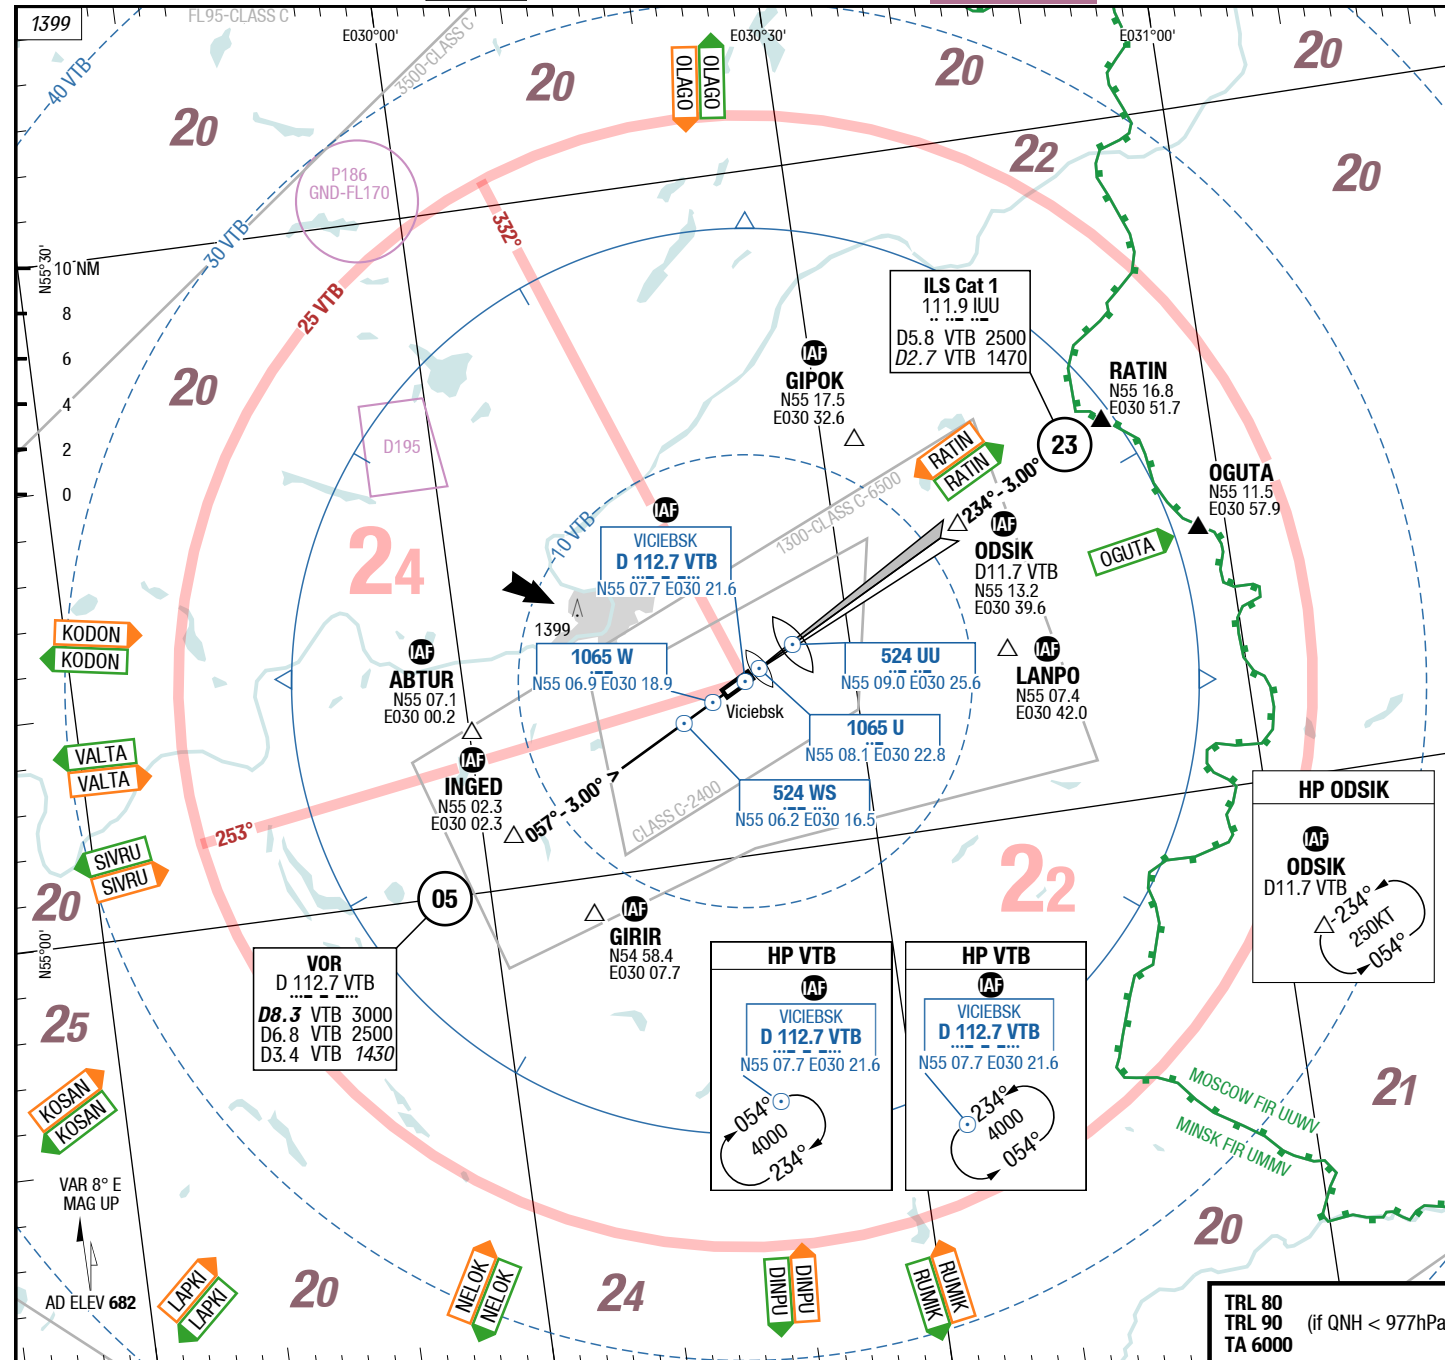 1399
FL95-CLASS C
3500-CLASS C
E030°00'
E030°30'
E031°00'
40 VTB
20
20
20
20
22
20
OLAGO
OLAGO
P186
GND-FL170
30 VTB
332°
25 VTB
N55°30'
10 NM
8
6
4
2
0
ILS Cat 1
111.9 IUU
D5.8 VTB 2500
D2.7 VTB 1470
IAF
GIPOK
N55 17.5
E030 32.6
RATIN
N55 16.8
E030 51.7
20
D195
23
RATIN
RATIN
234°- 3.00°
1300-CLASS C-6500
OGUTA
N55 11.5
E030 57.9
OGUTA
10 VTB
IAF
VICIEBSK
D 112.7 VTB
N55 07.7 E030 21.6
IAF
ODSIK
D11.7 VTB
N55 13.2
E030 39.6
24
1399
KODON
KODON
IAF
ABTUR
N55 07.1
E030 00.2
1065 W
N55 06.9 E030 18.9
524 UU
N55 09.0 E030 25.6
IAF
LANPO
N55 07.4
E030 42.0
Viciebsk
1065 U
N55 08.1 E030 22.8
VALTA
VALTA
IAF
INGED
N55 02.3
E030 02.3
057°- 3.00° >
524 WS
N55 06.2 E030 16.5
CLASS C-2400
253°
SIVRU
SIVRU
20
05
22
HP ODSIK
IAF
ODSIK
D11.7 VTB
234°
250KT
054°
IAF
GIRIR
N54 58.4
E030 07.7
N55°00'
VOR
D 112.7 VTB
D8.3 VTB 3000
D6.8 VTB 2500
D3.4 VTB 1430
25
HP VTB
IAF
VICIEBSK
D 112.7 VTB
N55 07.7 E030 21.6
054°
4000
234°
HP VTB
IAF
VICIEBSK
D 112.7 VTB
N55 07.7 E030 21.6
234°
4000
054°
KOSAN
KOSAN
MOSCOW FIR UUWV
MINSK FIR UMMV
21
VAR 8° E
MAG UP
AD ELEV 682
20
LAPKI
LAPKI
20
NELOK
NELOK
24
DINPU
DINPU
RUMIK
RUMIK
TRL 80
TRL 90 (if QNH < 977hPa
TA 6000